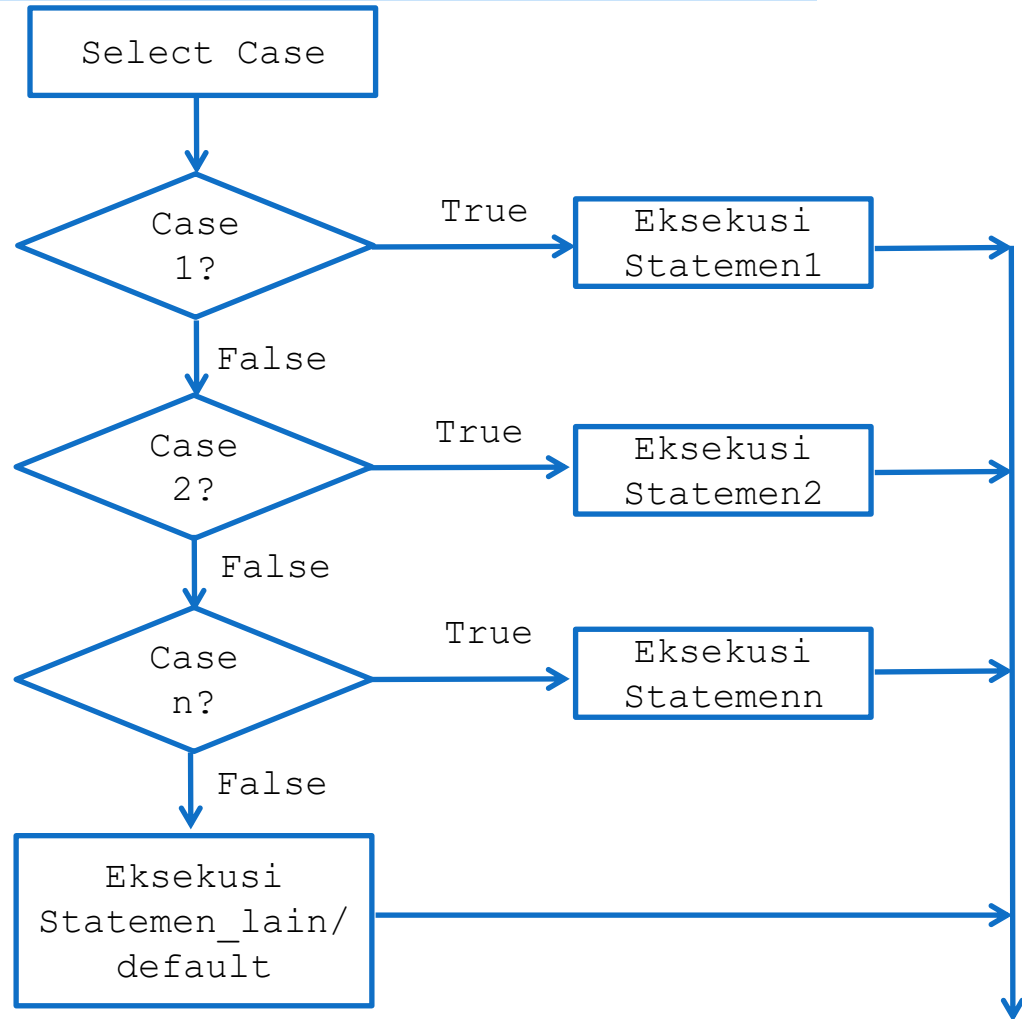 Select Case
Case
1?
True
Eksekusi
Statemen1
False
Case
2?
True
Eksekusi
Statemen2
False
Case
n?
True
Eksekusi
Statemenn
False
Eksekusi
Statemen_lain/
default